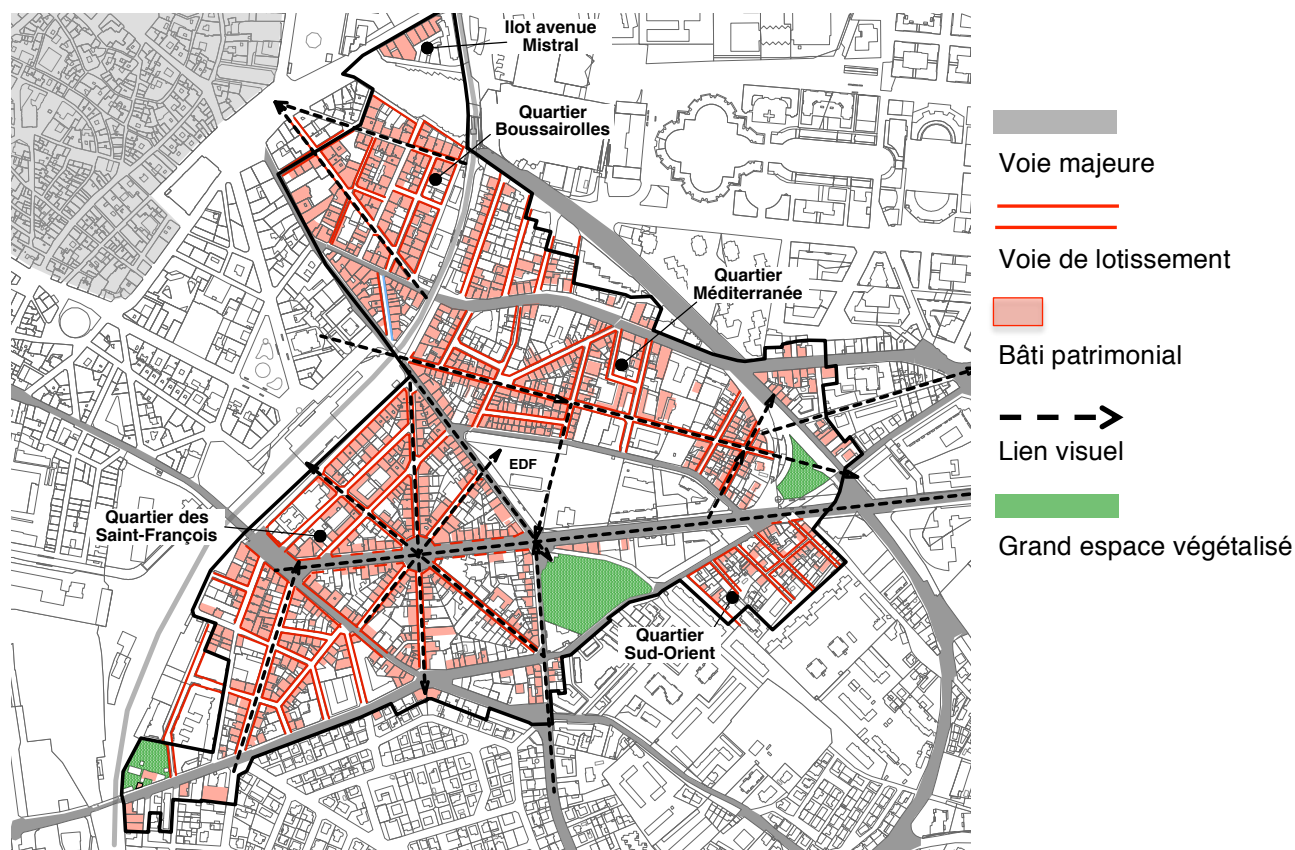 Ilot avenue
Mistral
Quartier
Boussairolles
Quartier
Méditerranée
EDF
Quartier des
Saint-François
Quartier
Sud-Orient
Voie majeure
Voie de lotissement
Bâti patrimonial
Lien visuel
Grand espace végétalisé